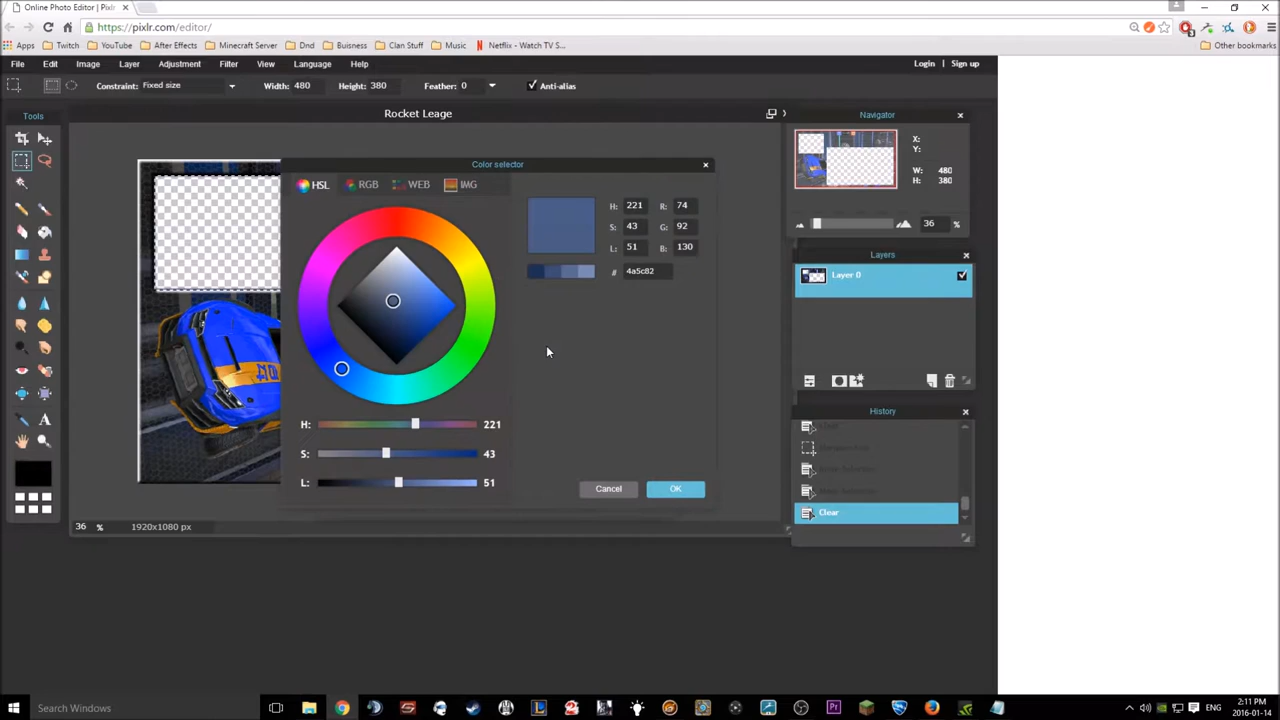 Online Photo Editor | Pixlr
https://pixlr.com/editor/
Apps Twitch YouTube After Effects Minecraft Server Dnd Buisness Clan Stuff Music Netflix - Watch TV S... Other bookmarks
File Edit Image Layer Adjustment Filter View Language Help Login | Sign up
Constraint: Fixed size Width: 480 Height: 380 Feather: 0 Anti-alias
Tools
Rocket Leage
Navigator
X:
Y:
W: 480
H: 380
36 %
Color selector
HSL RGB WEB IMG
H: 221 R: 74
S: 43 G: 92
L: 51 B: 130
# 4a5c82
H: 221
S: 43
L: 51
Cancel OK
Layers
Layer 0
History
Clear
36 % 1920x1080 px
Search Windows
ENG
2:11 PM
2016-01-14